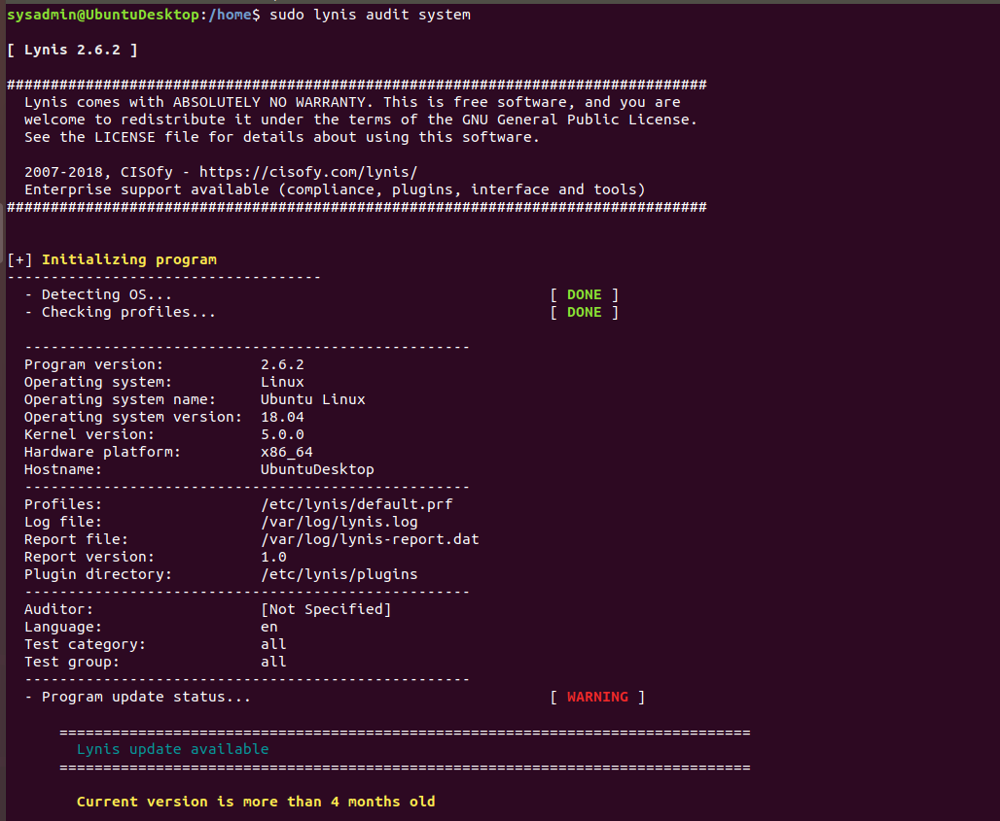 sysadmin@UbuntuDesktop:/home$ sudo lynis audit system
[ Lynis 2.6.2 ]
################################################################################
Lynis comes with ABSOLUTELY NO WARRANTY. This is free software, and you are
welcome to redistribute it under the terms of the GNU General Public License.
See the LICENSE file for details about using this software.
2007-2018, CISOfy - https://cisofy.com/lynis/
Enterprise support available (compliance, plugins, interface and tools)
################################################################################
[+] Initializing program
------------------------------------
- Detecting OS... [ DONE ]
- Checking profiles... [ DONE ]
---------------------------------------------------
Program version: 2.6.2
Operating system: Linux
Operating system name: Ubuntu Linux
Operating system version: 18.04
Kernel version: 5.0.0
Hardware platform: x86_64
Hostname: UbuntuDesktop
---------------------------------------------------
Profiles: /etc/lynis/default.prf
Log file: /var/log/lynis.log
Report file: /var/log/lynis-report.dat
Report version: 1.0
Plugin directory: /etc/lynis/plugins
---------------------------------------------------
Auditor: [Not Specified]
Language: en
Test category: all
Test group: all
---------------------------------------------------
- Program update status... [ WARNING ]
===============================================================================
Lynis update available
===============================================================================
Current version is more than 4 months old